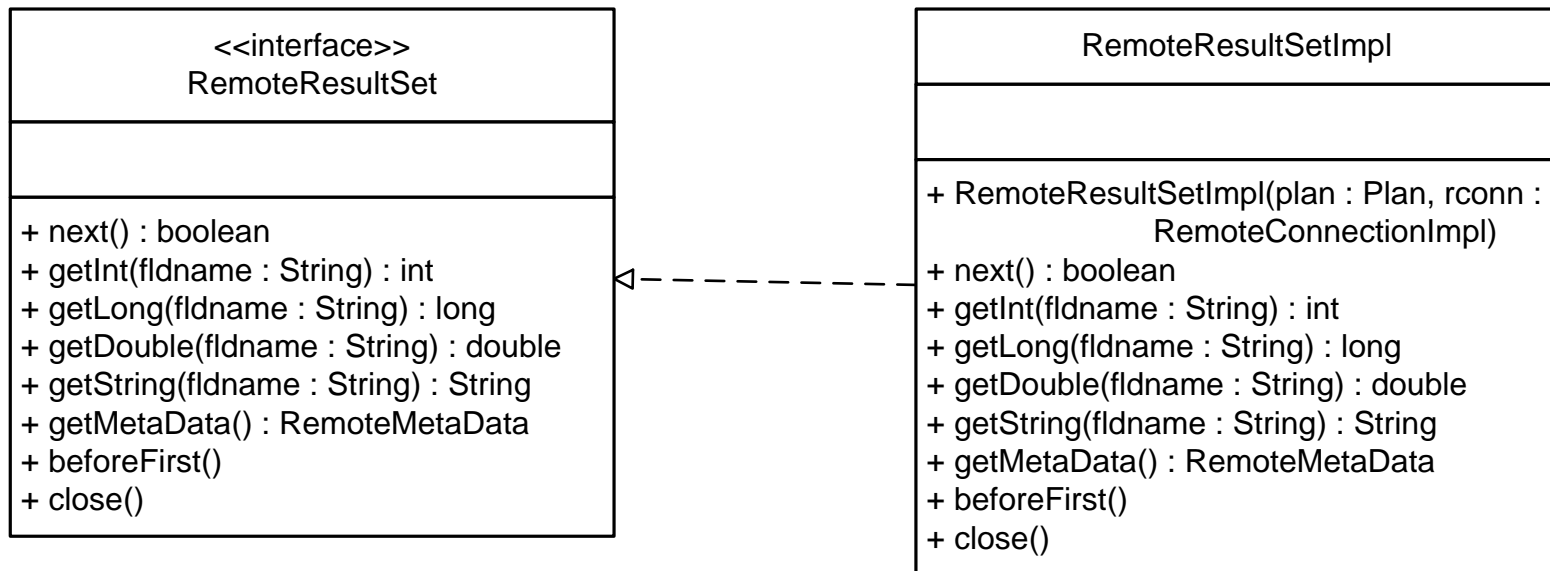 <<interface>>
RemoteResultSet
+ next() : boolean
+ getInt(fldname : String) : int
+ getLong(fldname : String) : long
+ getDouble(fldname : String) : double
+ getString(fldname : String) : String
+ getMetaData() : RemoteMetaData
+ beforeFirst()
+ close()
RemoteResultSetImpl
+ RemoteResultSetImpl(plan : Plan, rconn :
RemoteConnectionImpl)
+ next() : boolean
+ getInt(fldname : String) : int
+ getLong(fldname : String) : long
+ getDouble(fldname : String) : double
+ getString(fldname : String) : String
+ getMetaData() : RemoteMetaData
+ beforeFirst()
+ close()